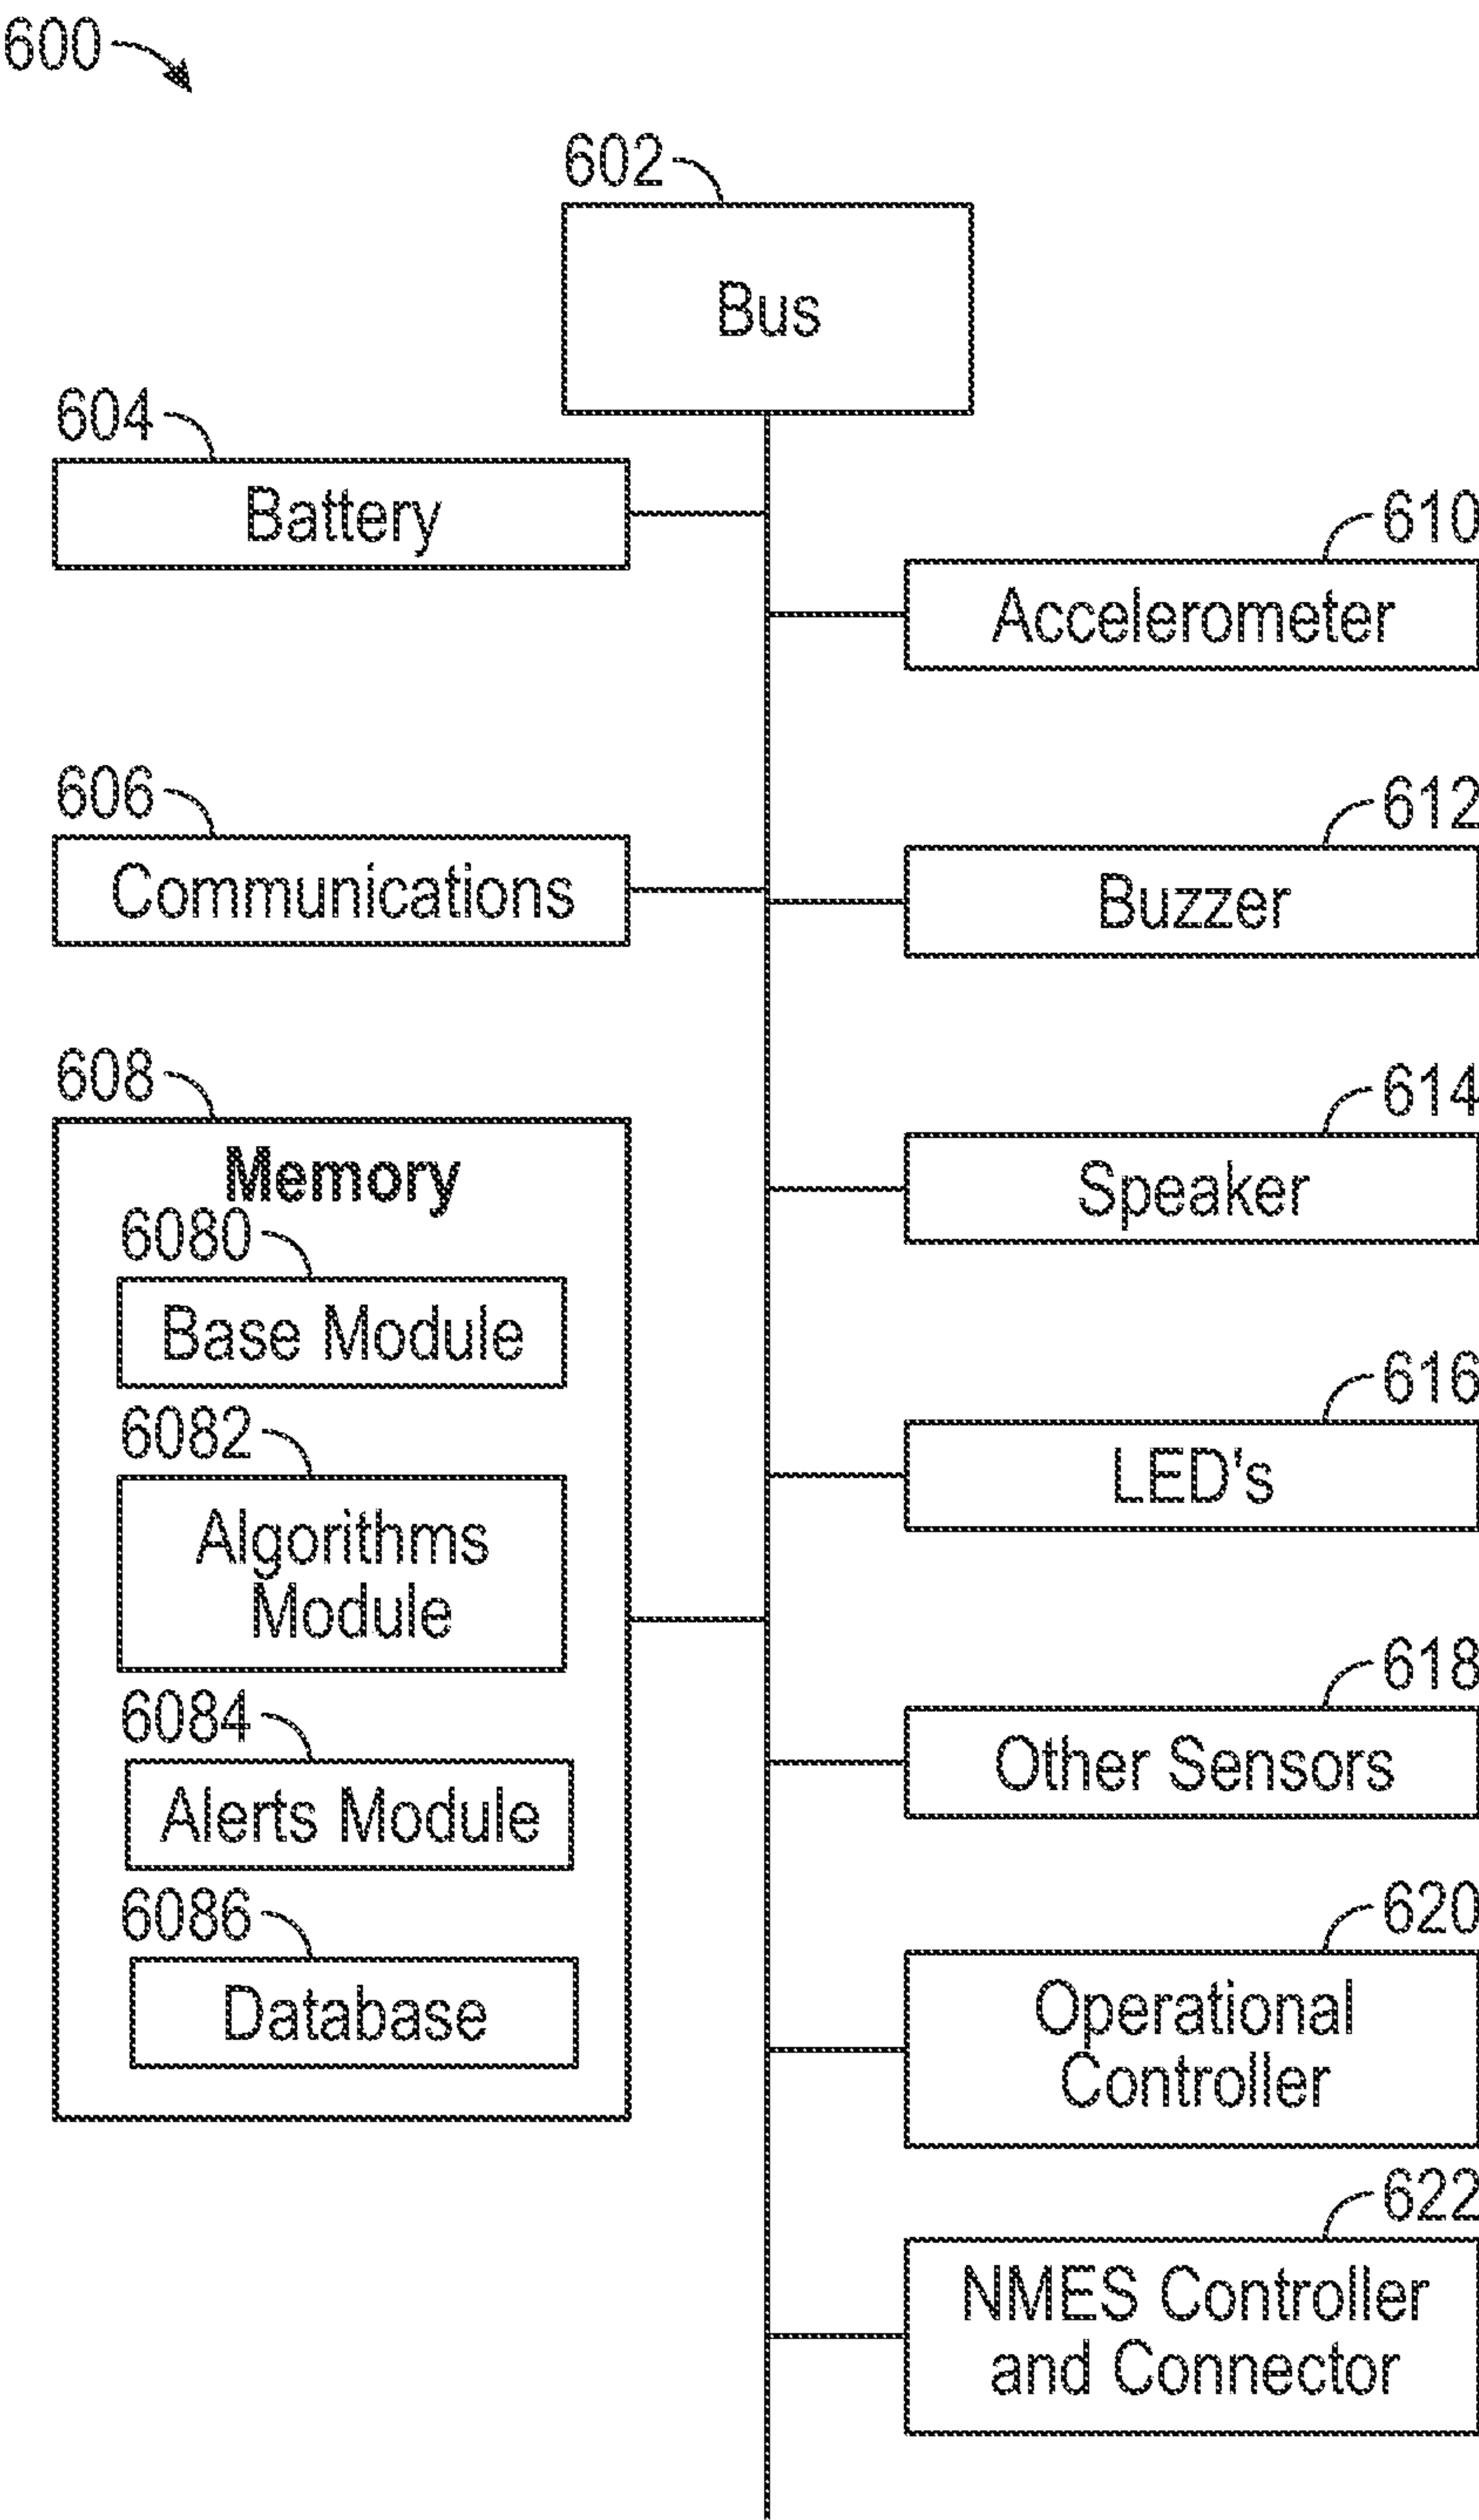 600
602
Bus
604
Battery
606
Communications
608
Memory
6080
Base Module
6082
Algorithms
Module
6084
Alerts Module
6086
Database
610
Accelerometer
612
Buzzer
614
Speaker
616
LED's
618
Other Sensors
620
Operational
Controller
622
NMES Controller
and Connector